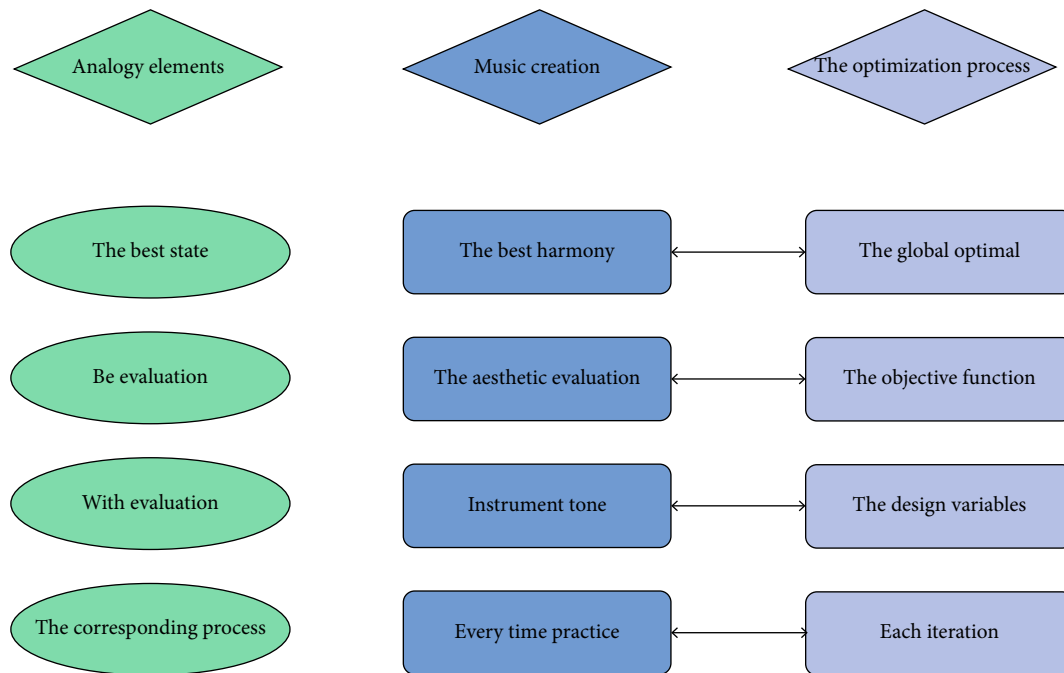 Analogy elements
Music creation
The optimization process
The best state
The best harmony
The global optimal
Be evaluation
The aesthetic evaluation
The objective function
With evaluation
Instrument tone
The design variables
The corresponding process
Every time practice
Each iteration